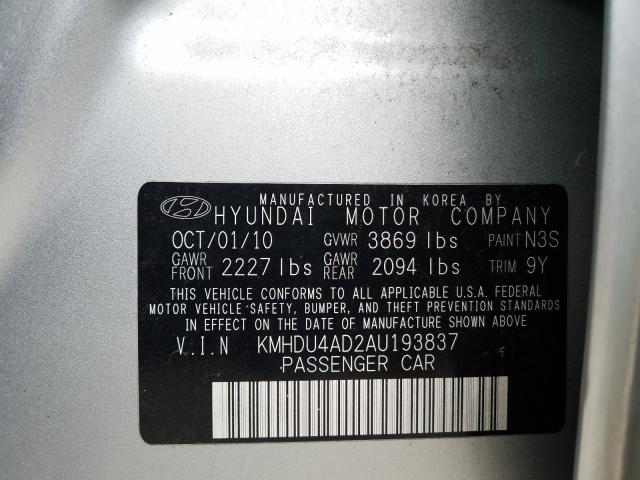 MANUFACTURED IN KOREA BY
HYUNDAI MOTOR COMPANY
OCT/01/10 GVWR 3869 lbs PAINT N3S
GAWR FRONT 2227 lbs GAWR REAR 2094 lbs TRIM 9Y
THIS VEHICLE CONFORMS TO ALL APPLICABLE U.S.A. FEDERAL
MOTOR VEHICLE SAFETY, BUMPER, AND THEFT PREVENTION STANDARDS
IN EFFECT ON THE DATE OF MANUFACTURE SHOWN ABOVE
V.I.N KMHDU4AD2AU193837
PASSENGER CAR